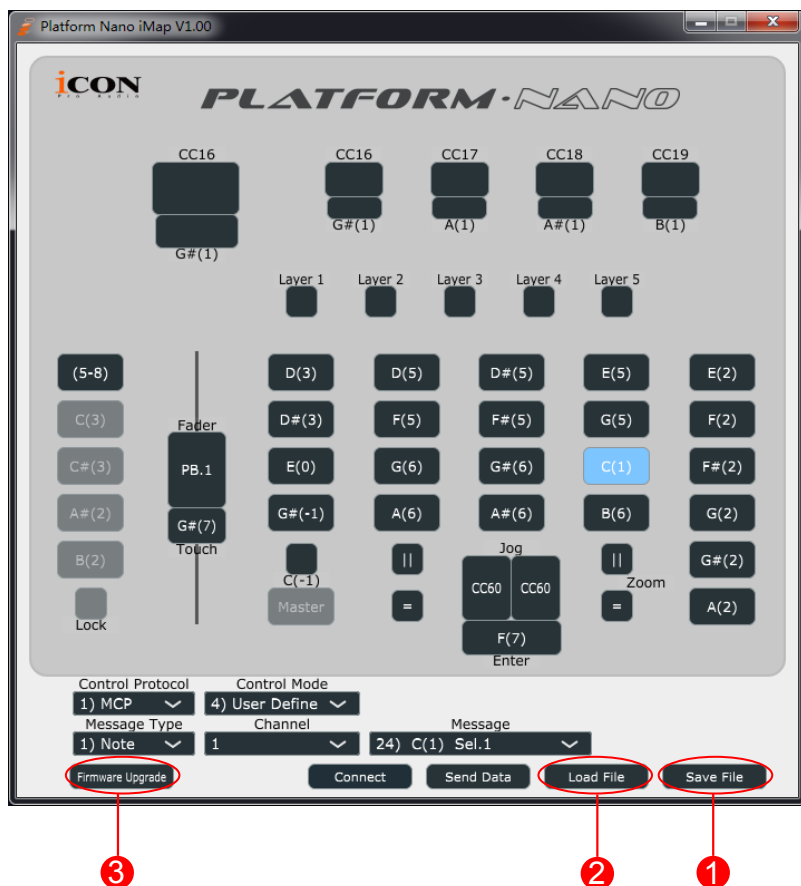 Platform Nano iMap V1.00
iCON
Pro Audio
PLATFORM·NANO
CC16 CC16 CC17 CC18 CC19
G#(1) G#(1) A(1) A#(1) B(1)
Layer 1 Layer 2 Layer 3 Layer 4 Layer 5
(5-8) D(3) D(5) D#(5) E(5) E(2)
C(3) Fader D#(3) F(5) F#(5) G(5) F(2)
C#(3) PB.1 E(0) G(6) G#(6) C(1) F#(2)
A#(2) G#(7) G#(-1) A(6) A#(6) B(6) G(2)
Touch Jog
B(2) || || G#(2)
C(-1) CC60 CC60 Zoom
Master = = A(2)
Lock F(7)
Enter
Control Protocol Control Mode
1) MCP 4) User Define
Message Type Channel Message
1) Note 1 24) C(1) Sel.1
Firmware Upgrade Connect Send Data Load File Save File
3 2 1